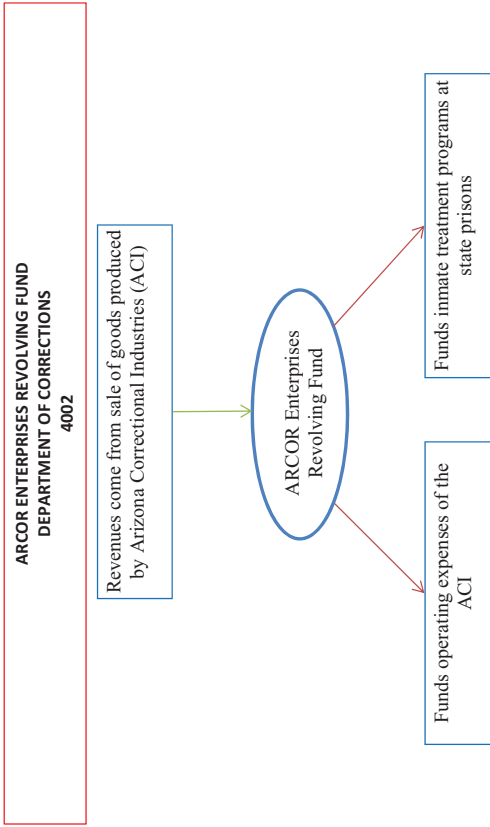 ARCOR ENTERPRISES REVOLVING FUND
DEPARTMENT OF CORRECTIONS
4002
Revenues come from sale of goods produced
by Arizona Correctional Industries (ACI)
ARCOR Enterprises
Revolving Fund
Funds operating expenses of the
ACI
Funds inmate treatment programs at
state prisons